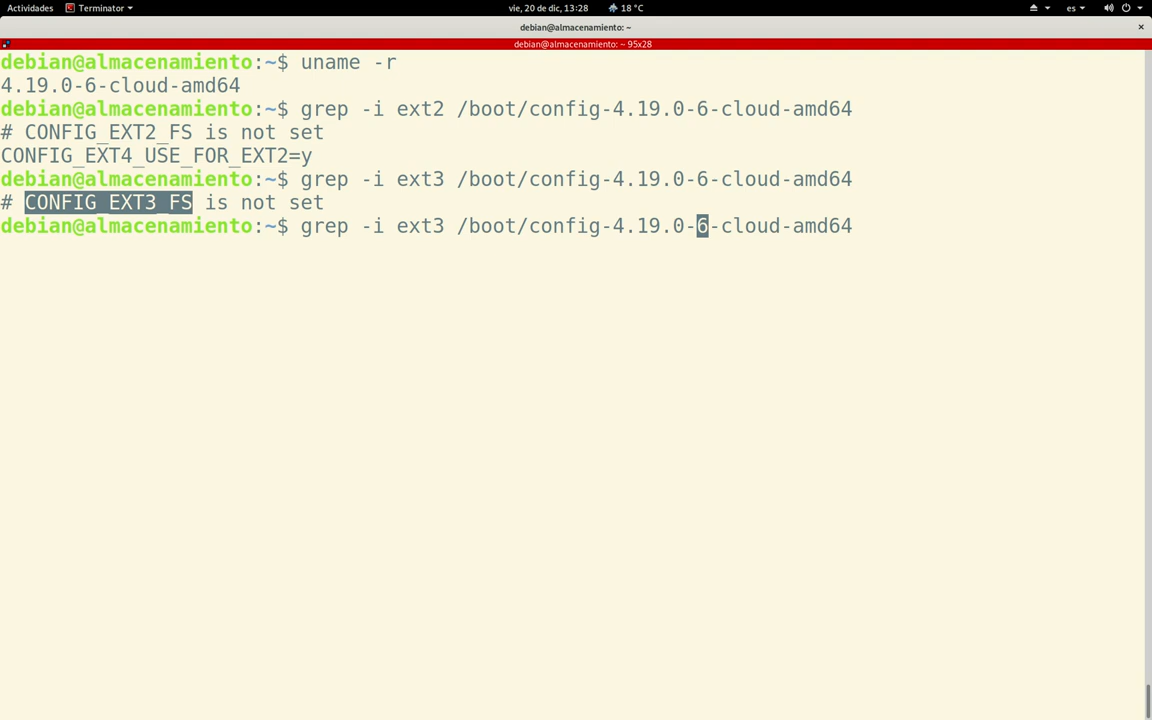 Actividades Terminator vie, 20 de dic, 13:28 18 °C es
debian@almacenamiento: ~
debian@almacenamiento: ~ 95x28
debian@almacenamiento:~$ uname -r
4.19.0-6-cloud-amd64
debian@almacenamiento:~$ grep -i ext2 /boot/config-4.19.0-6-cloud-amd64
# CONFIG_EXT2_FS is not set
CONFIG_EXT4_USE_FOR_EXT2=y
debian@almacenamiento:~$ grep -i ext3 /boot/config-4.19.0-6-cloud-amd64
# CONFIG_EXT3_FS is not set
debian@almacenamiento:~$ grep -i ext3 /boot/config-4.19.0-6-cloud-amd64